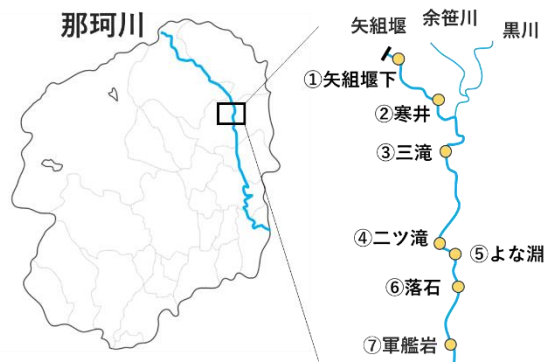 那珂川
矢組堰
余笹川
黒川
①矢組堰下
②寒井
③三滝
④二ツ滝
⑤よな淵
⑥落石
⑦軍艦岩